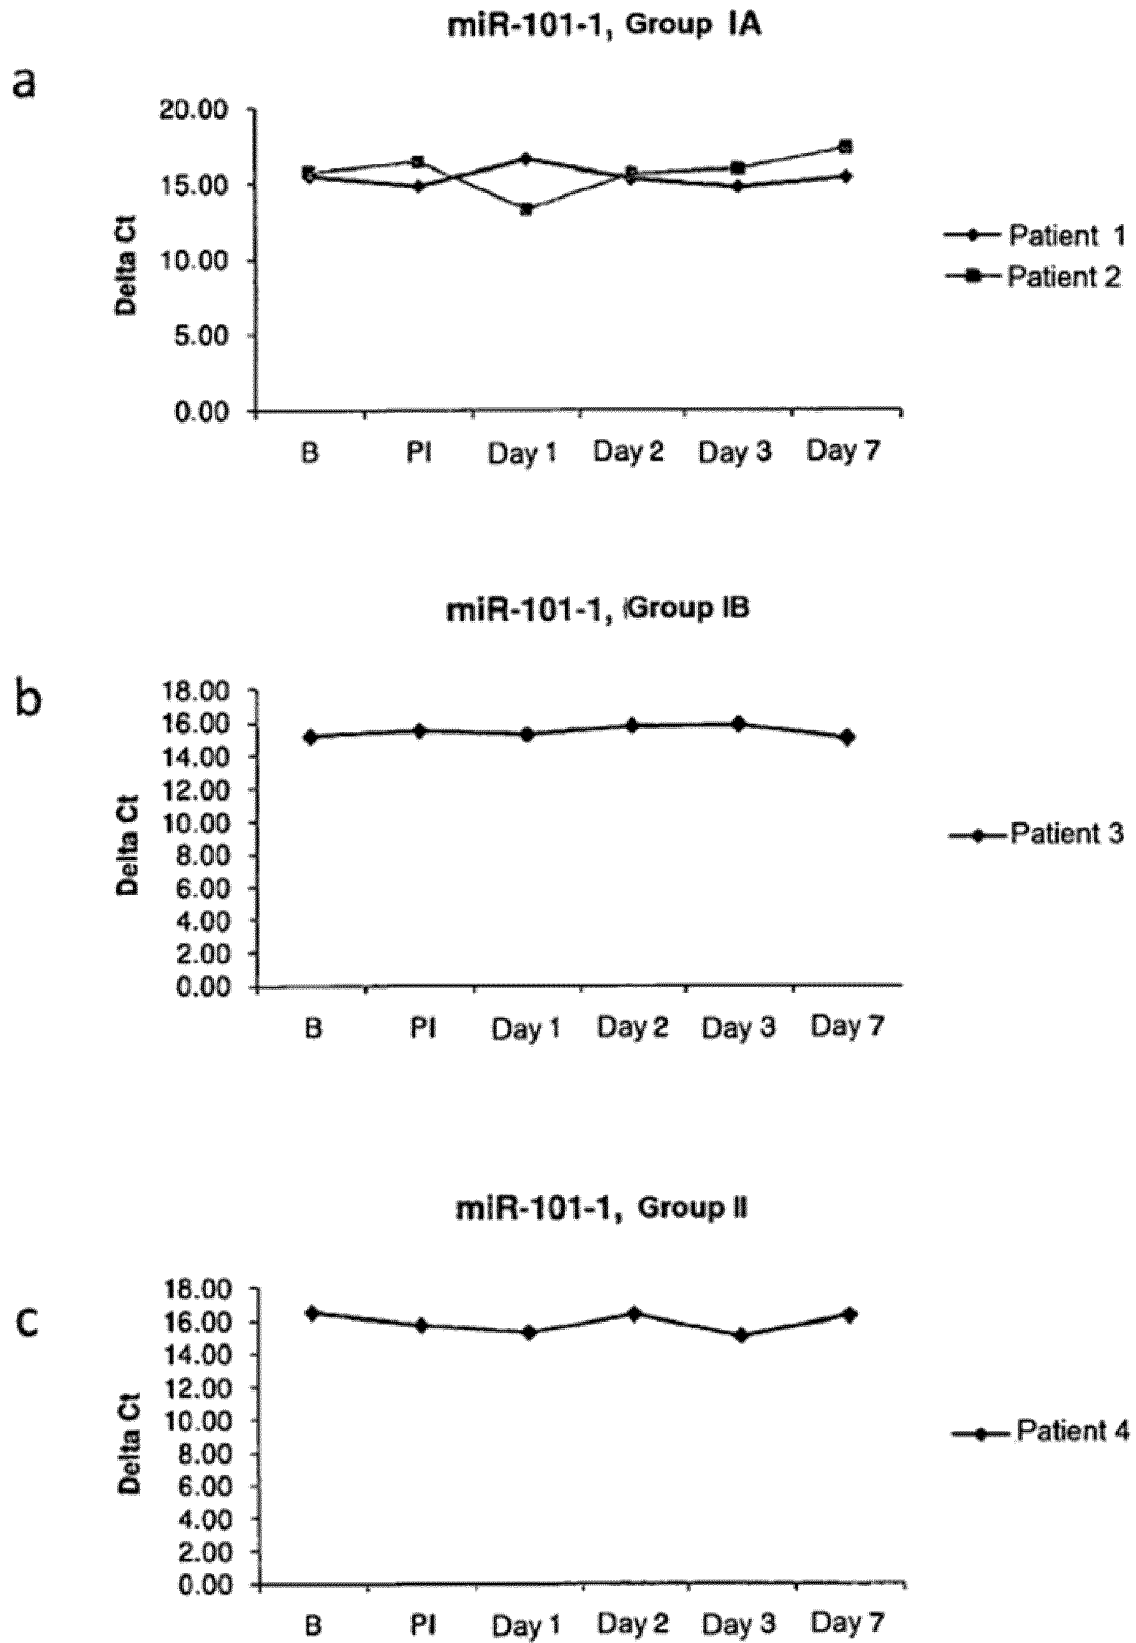 miR-101-1, Group IA
a
20.00
15.00
10.00
5.00
0.00
Delta Ct
B PI Day 1 Day 2 Day 3 Day 7
Patient 1
Patient 2
miR-101-1, Group IB
b
18.00
16.00
14.00
12.00
10.00
8.00
6.00
4.00
2.00
0.00
Delta Ct
B PI Day 1 Day 2 Day 3 Day 7
Patient 3
miR-101-1, Group II
c
18.00
16.00
14.00
12.00
10.00
8.00
6.00
4.00
2.00
0.00
Delta Ct
B PI Day 1 Day 2 Day 3 Day 7
Patient 4